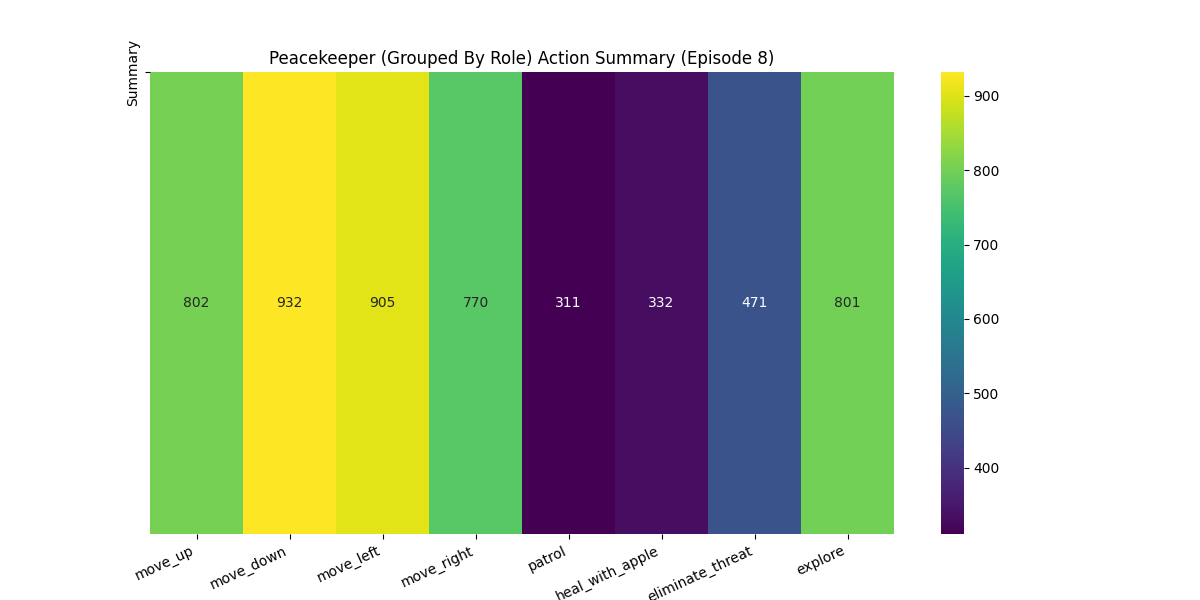 Peacekeeper (Grouped By Role) Action Summary (Episode 8)
Summary
802 932 905 770 311 332 471 801
move_up move_down move_left move_right patrol heal_with_apple eliminate_threat explore
900
800
700
600
500
400